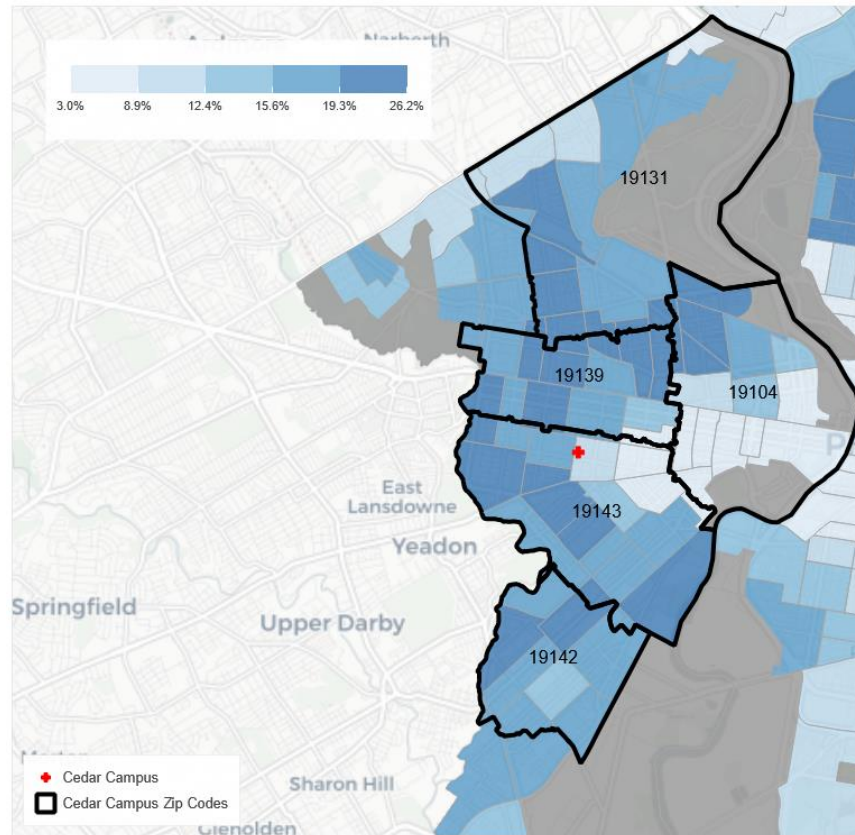 Narberth
3.0% 8.9% 12.4% 15.6% 19.3% 26.2%
19131
19139
19104
East
Lansdowne
19143
Yeadon
Springfield
Upper Darby
19142
Cedar Campus
Sharon Hill
Cedar Campus Zip Codes
Glenolden